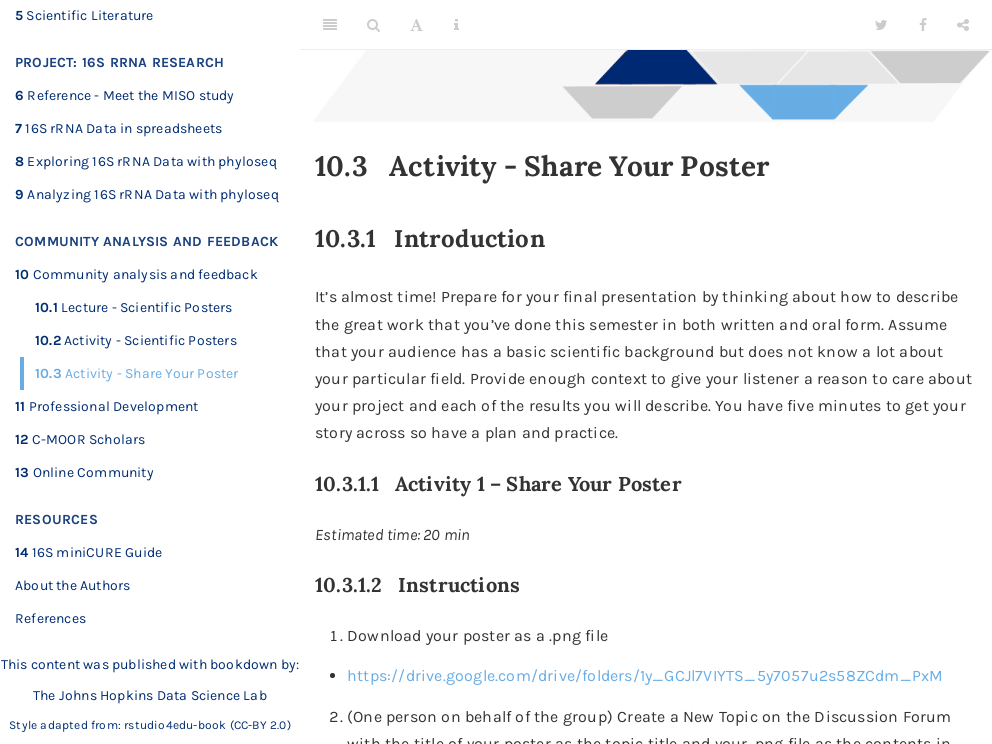 5 Scientific Literature
PROJECT: 16S RRNA RESEARCH
6 Reference - Meet the MISO study
7 16S rRNA Data in spreadsheets
8 Exploring 16S rRNA Data with phyloseq
9 Analyzing 16S rRNA Data with phyloseq
COMMUNITY ANALYSIS AND FEEDBACK
10 Community analysis and feedback
10.1 Lecture - Scientific Posters
10.2 Activity - Scientific Posters
10.3 Activity - Share Your Poster
11 Professional Development
12 C-MOOR Scholars
13 Online Community
RESOURCES
14 16S miniCURE Guide
About the Authors
References
This content was published with bookdown by:
The Johns Hopkins Data Science Lab
Style adapted from: rstudio4edu-book (CC-BY 2.0)
10.3 Activity - Share Your Poster
10.3.1 Introduction
It’s almost time! Prepare for your final presentation by thinking about how to describe
the great work that you’ve done this semester in both written and oral form. Assume
that your audience has a basic scientific background but does not know a lot about
your particular field. Provide enough context to give your listener a reason to care about
your project and each of the results you will describe. You have five minutes to get your
story across so have a plan and practice.
10.3.1.1 Activity 1 – Share Your Poster
Estimated time: 20 min
10.3.1.2 Instructions
1. Download your poster as a .png file
• https://drive.google.com/drive/folders/1y_GCJl7VIYTS_5y7057u2s58ZCdm_PxM
2. (One person on behalf of the group) Create a New Topic on the Discussion Forum
with the title of your poster as the topic title and your .png file as the contents in